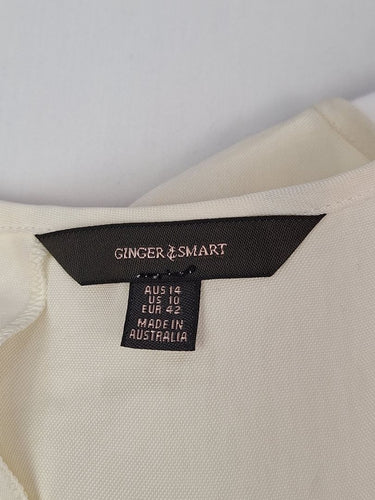 GINGER & SMART
AUS 14
US 10
EUR 42
MADE IN
AUSTRALIA